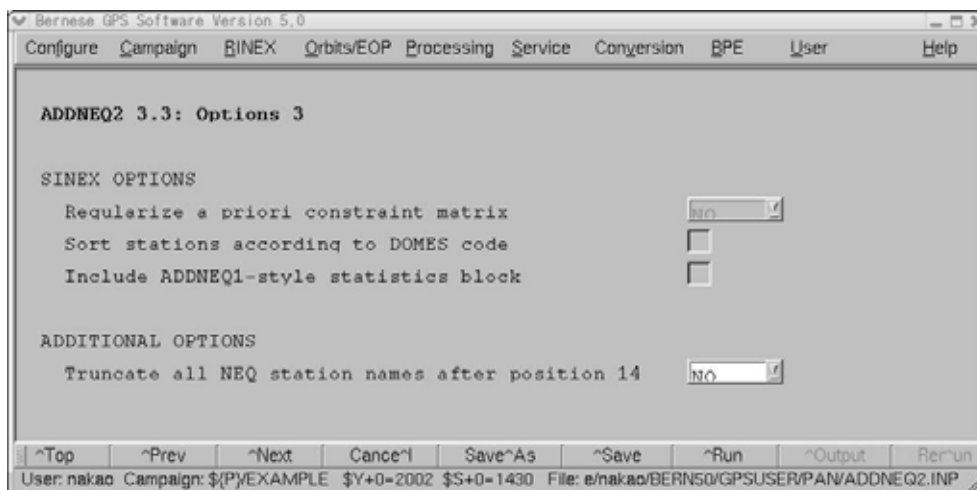 Bernese GPS Software Version 5.0
Configure Campaign RINEX Orbits/EOP Processing Service Conversion BPE User Help
ADDNEQ2 3.3: Options 3
SINEX OPTIONS
Regularize a priori constraint matrix NO
Sort stations according to DOMES code
Include ADDNEQ1-style statistics block
ADDITIONAL OPTIONS
Truncate all NEQ station names after position 14 NO
^Top ^Prev ^Next Cance^l Save^As ^Save ^Run ^Output Rer^un
User: nakao Campaign: ${P}/EXAMPLE $Y+0=2002 $S+0=1430 File: e/nakao/BERN50/GPSUSER/PAN/ADDNEQ2.INP